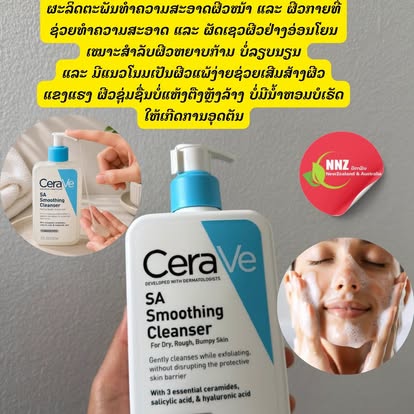 ຜະລິດຕະພັນທຳຄວາມສະອາດຜິວໜ້າ ແລະ ຜິວກາຍທີ່
ຊ່ວຍທຳຄວາມສະອາດ ແລະ ຜັດເຊວຜິວຢ່າງອ່ອນໂຍນ
ເໝາະສຳລັບຜິວຫຍາບກ້ານ ບໍ່ລຽບນຽນ
ແລະ ມີແນວໂນມເປັນຜິວແພ້ງ່າຍຊ່ວຍເສີມສ້າງຜິວ
ແຂງແຮງ ຜິວຊຸ່ມຊື້ນບໍ່ແຫ້ງຕຶງຫຼັງລ້າງ ບໍ່ມີນ້ຳຫອມບໍເຮັດ
ໃຫ້ເກີດການອຸດຕັນ
CeraVe
SA
Smoothing
Cleanser
NNZ
NewZealand & Australia
CeraVe
DEVELOPED WITH DERMATOLOGISTS
SA
Smoothing
Cleanser
For Dry, Rough, Bumpy Skin
Gently cleanses while exfoliating,
without disrupting the protective
skin barrier
With 3 essential ceramides,
salicylic acid, & hyaluronic acid